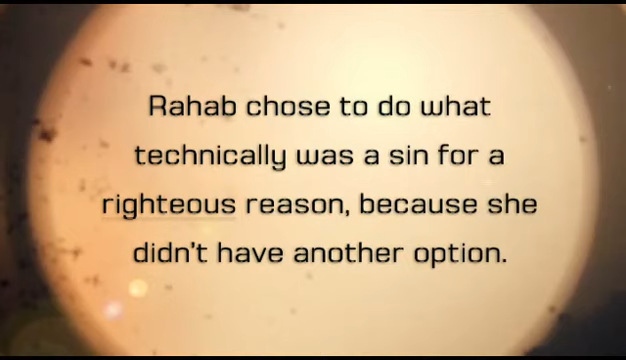 Rahab chose to do what
technically was a sin for a
righteous reason, because she
didn't have another option.